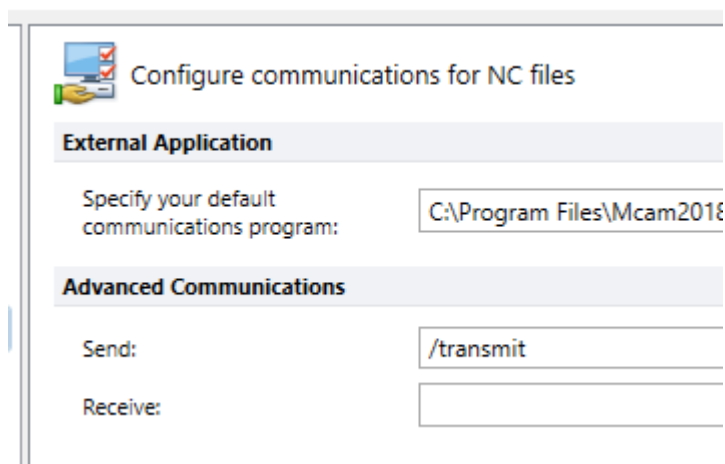 Configure communications for NC files
External Application
Specify your default
communications program:
C:\Program Files\Mcam2018
Advanced Communications
Send:
/transmit
Receive: